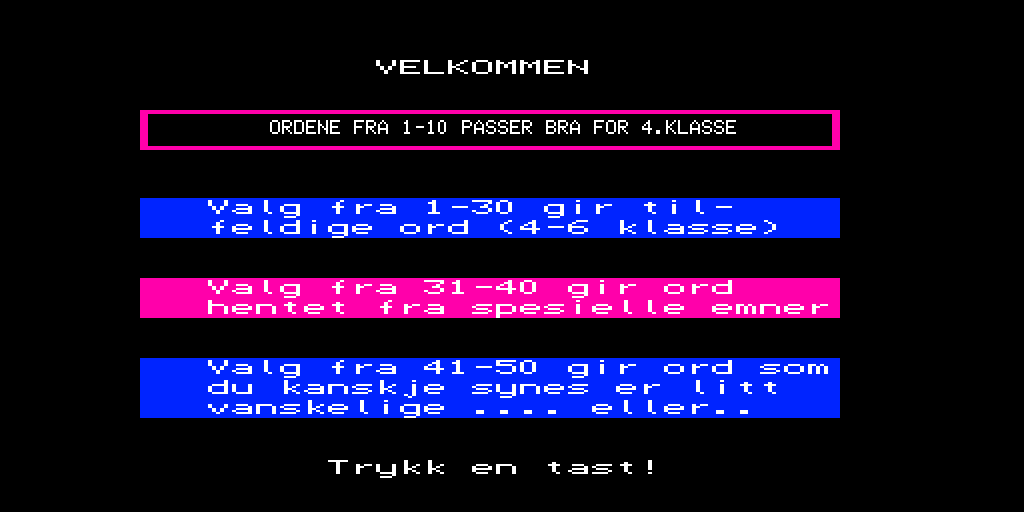 VELKOMMEN
ORDENE FRA 1-10 PASSER BRA FOR 4.KLASSE
Valg fra 1-30 gir til-
feldige ord (4-6 klasse)
Valg fra 31-40 gir ord
hentet fra spesielle emner
Valg fra 41-50 gir ord som
du kanskje synes er litt
vanskelige .... eller..
Trykk en tast!